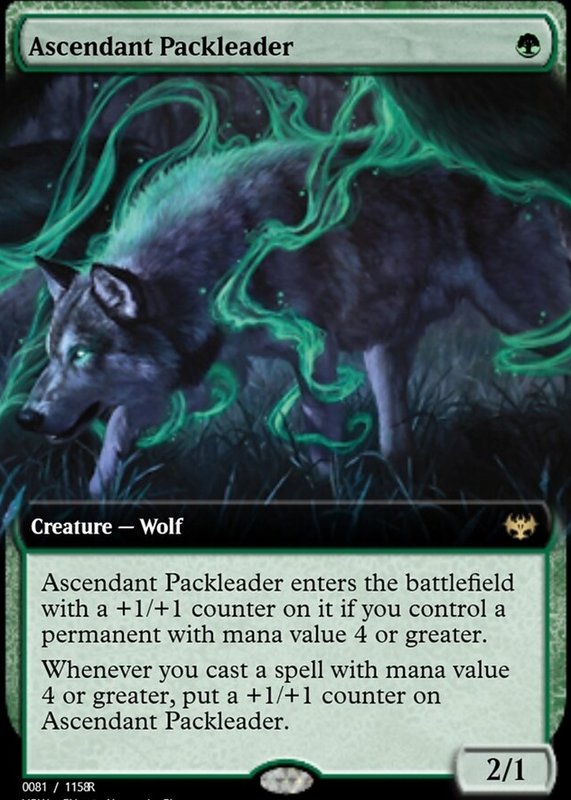 Ascendant Packleader
Creature — Wolf
Ascendant Packleader enters the battlefield
with a +1/+1 counter on it if you control a
permanent with mana value 4 or greater.
Whenever you cast a spell with mana value
4 or greater, put a +1/+1 counter on
Ascendant Packleader.
2/1
0081 / 1158R